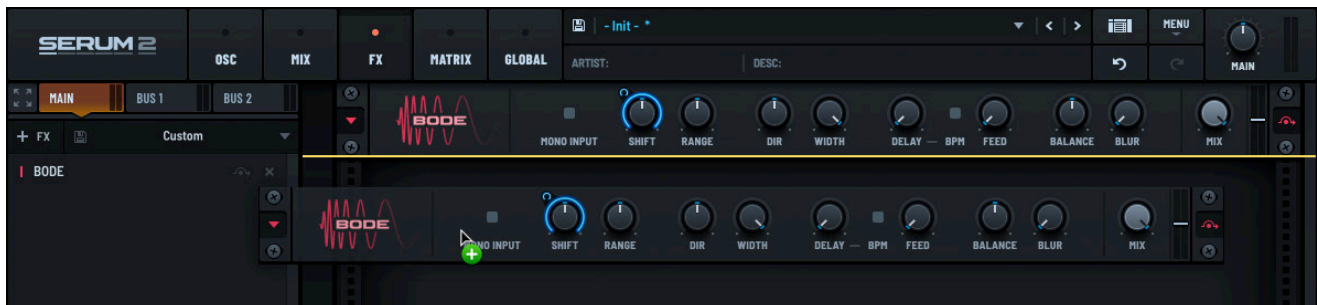 SERUM 2
OSC MIX FX MATRIX GLOBAL
- Init - *
MENU
ARTIST: DESC:
MAIN
MAIN BUS 1 BUS 2
+ FX Custom
BODE
BODE
MONO INPUT SHIFT RANGE DIR WIDTH DELAY — BPM FEED BALANCE BLUR MIX
BODE
MONO INPUT SHIFT RANGE DIR WIDTH DELAY — BPM FEED BALANCE BLUR MIX